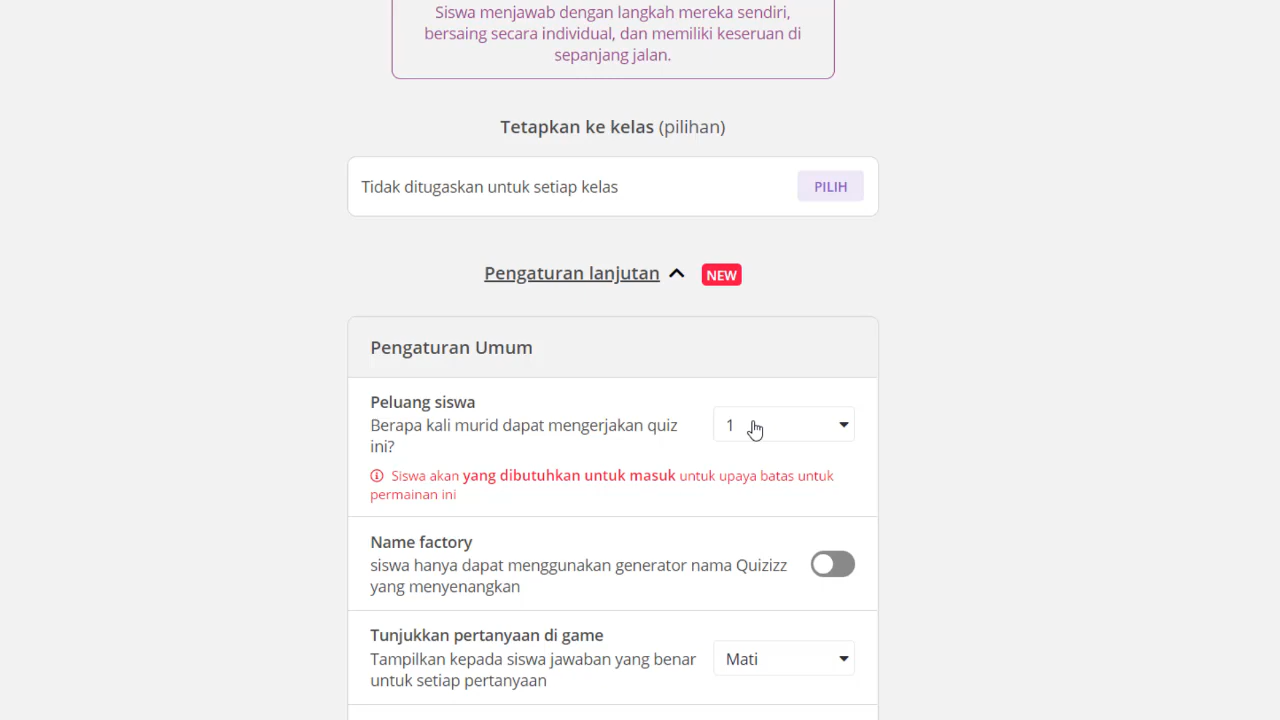 Siswa menjawab dengan langkah mereka sendiri,
bersaing secara individual, dan memiliki keseruan di
sepanjang jalan.
Tetapkan ke kelas (pilihan)
Tidak ditugaskan untuk setiap kelas
PILIH
Pengaturan lanjutan
NEW
Pengaturan Umum
Peluang siswa
Berapa kali murid dapat mengerjakan quiz
ini?
1
Siswa akan yang dibutuhkan untuk masuk untuk upaya batas untuk
permainan ini
Name factory
siswa hanya dapat menggunakan generator nama Quizizz
yang menyenangkan
Tunjukkan pertanyaan di game
Tampilkan kepada siswa jawaban yang benar
untuk setiap pertanyaan
Mati